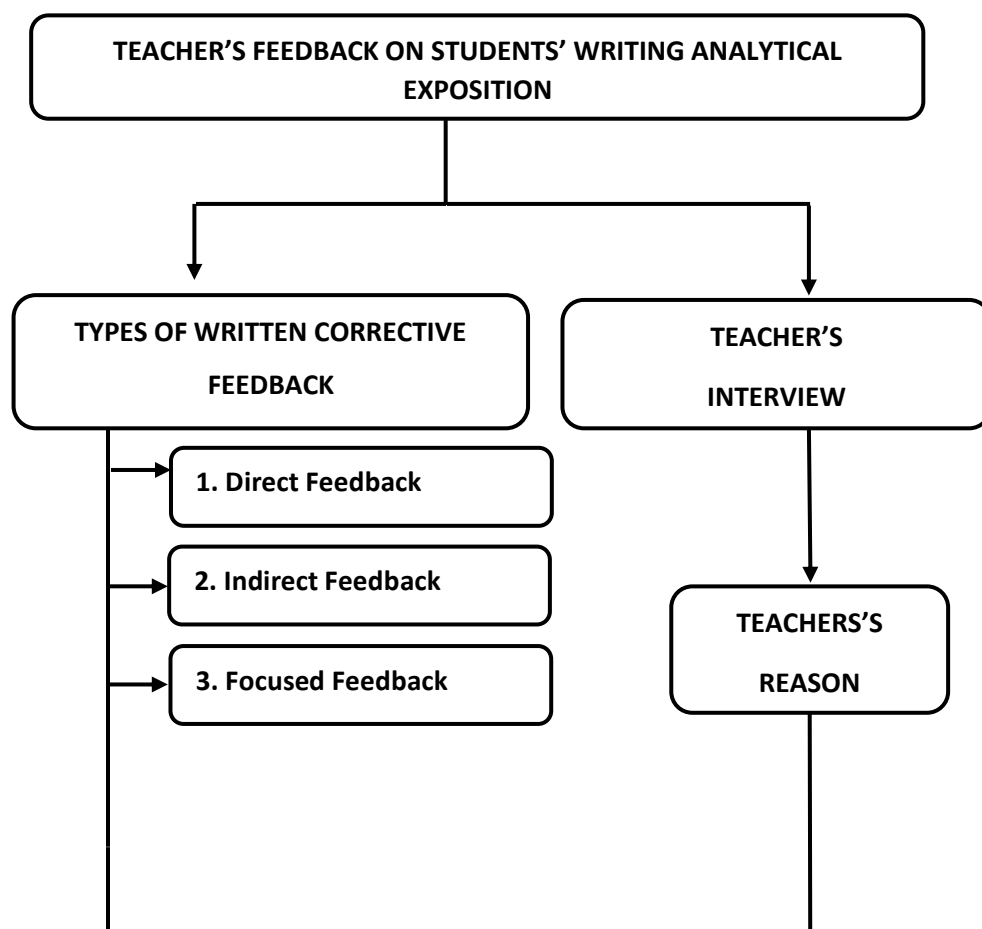 TEACHER’S FEEDBACK ON STUDENTS’ WRITING ANALYTICAL
EXPOSITION
TYPES OF WRITTEN CORRECTIVE
FEEDBACK
1. Direct Feedback
2. Indirect Feedback
3. Focused Feedback
TEACHER’S
INTERVIEW
TEACHERS’S
REASON